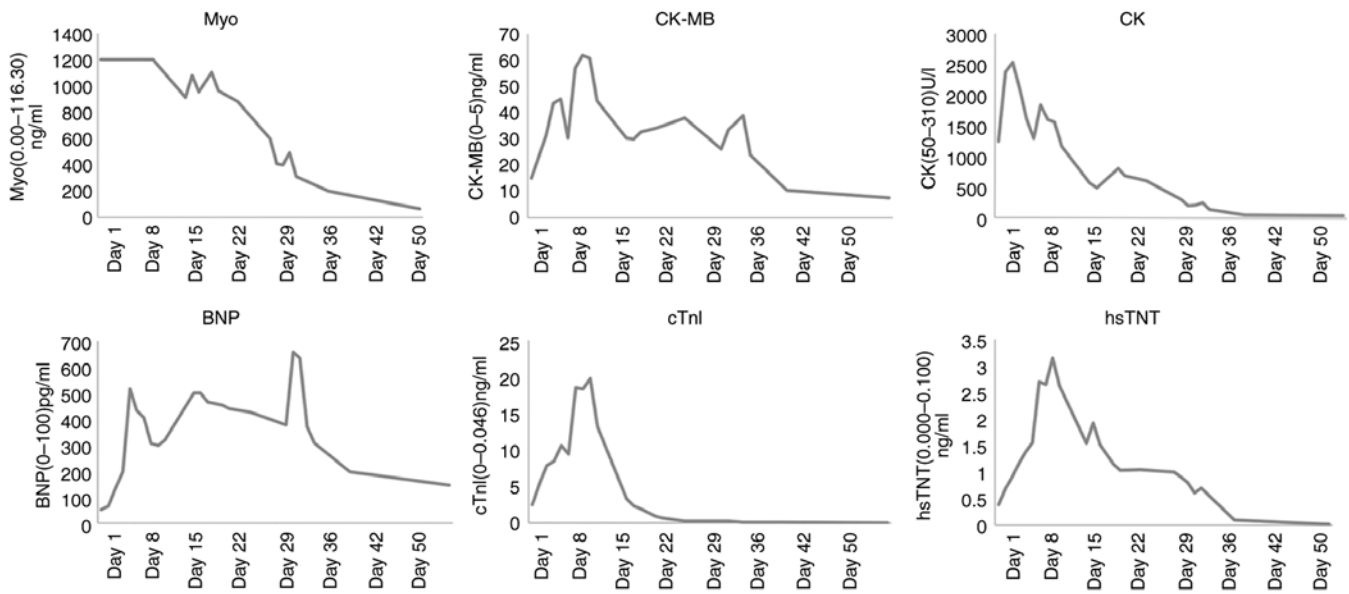 Myo
Myo(0.00–116.30)
ng/ml
1400
1200
1000
800
600
400
200
0
Day 1
Day 8
Day 15
Day 22
Day 29
Day 36
Day 42
Day 50
CK-MB
CK-MB(0–5)ng/ml
70
60
50
40
30
20
10
0
Day 1
Day 8
Day 15
Day 22
Day 29
Day 36
Day 42
Day 50
CK
CK(50–310)U/l
3000
2500
2000
1500
1000
500
0
Day 1
Day 8
Day 15
Day 22
Day 29
Day 36
Day 42
Day 50
BNP
BNP(0–100)pg/ml
700
600
500
400
300
200
100
0
Day 1
Day 8
Day 15
Day 22
Day 29
Day 36
Day 42
Day 50
cTnI
cTnI(0–0.046)ng/ml
25
20
15
10
5
0
Day 1
Day 8
Day 15
Day 22
Day 29
Day 36
Day 42
Day 50
hsTNT
hsTNT(0.000–0.100)
ng/ml
3.5
3
2.5
2
1.5
1
0.5
0
Day 1
Day 8
Day 15
Day 22
Day 29
Day 36
Day 42
Day 50